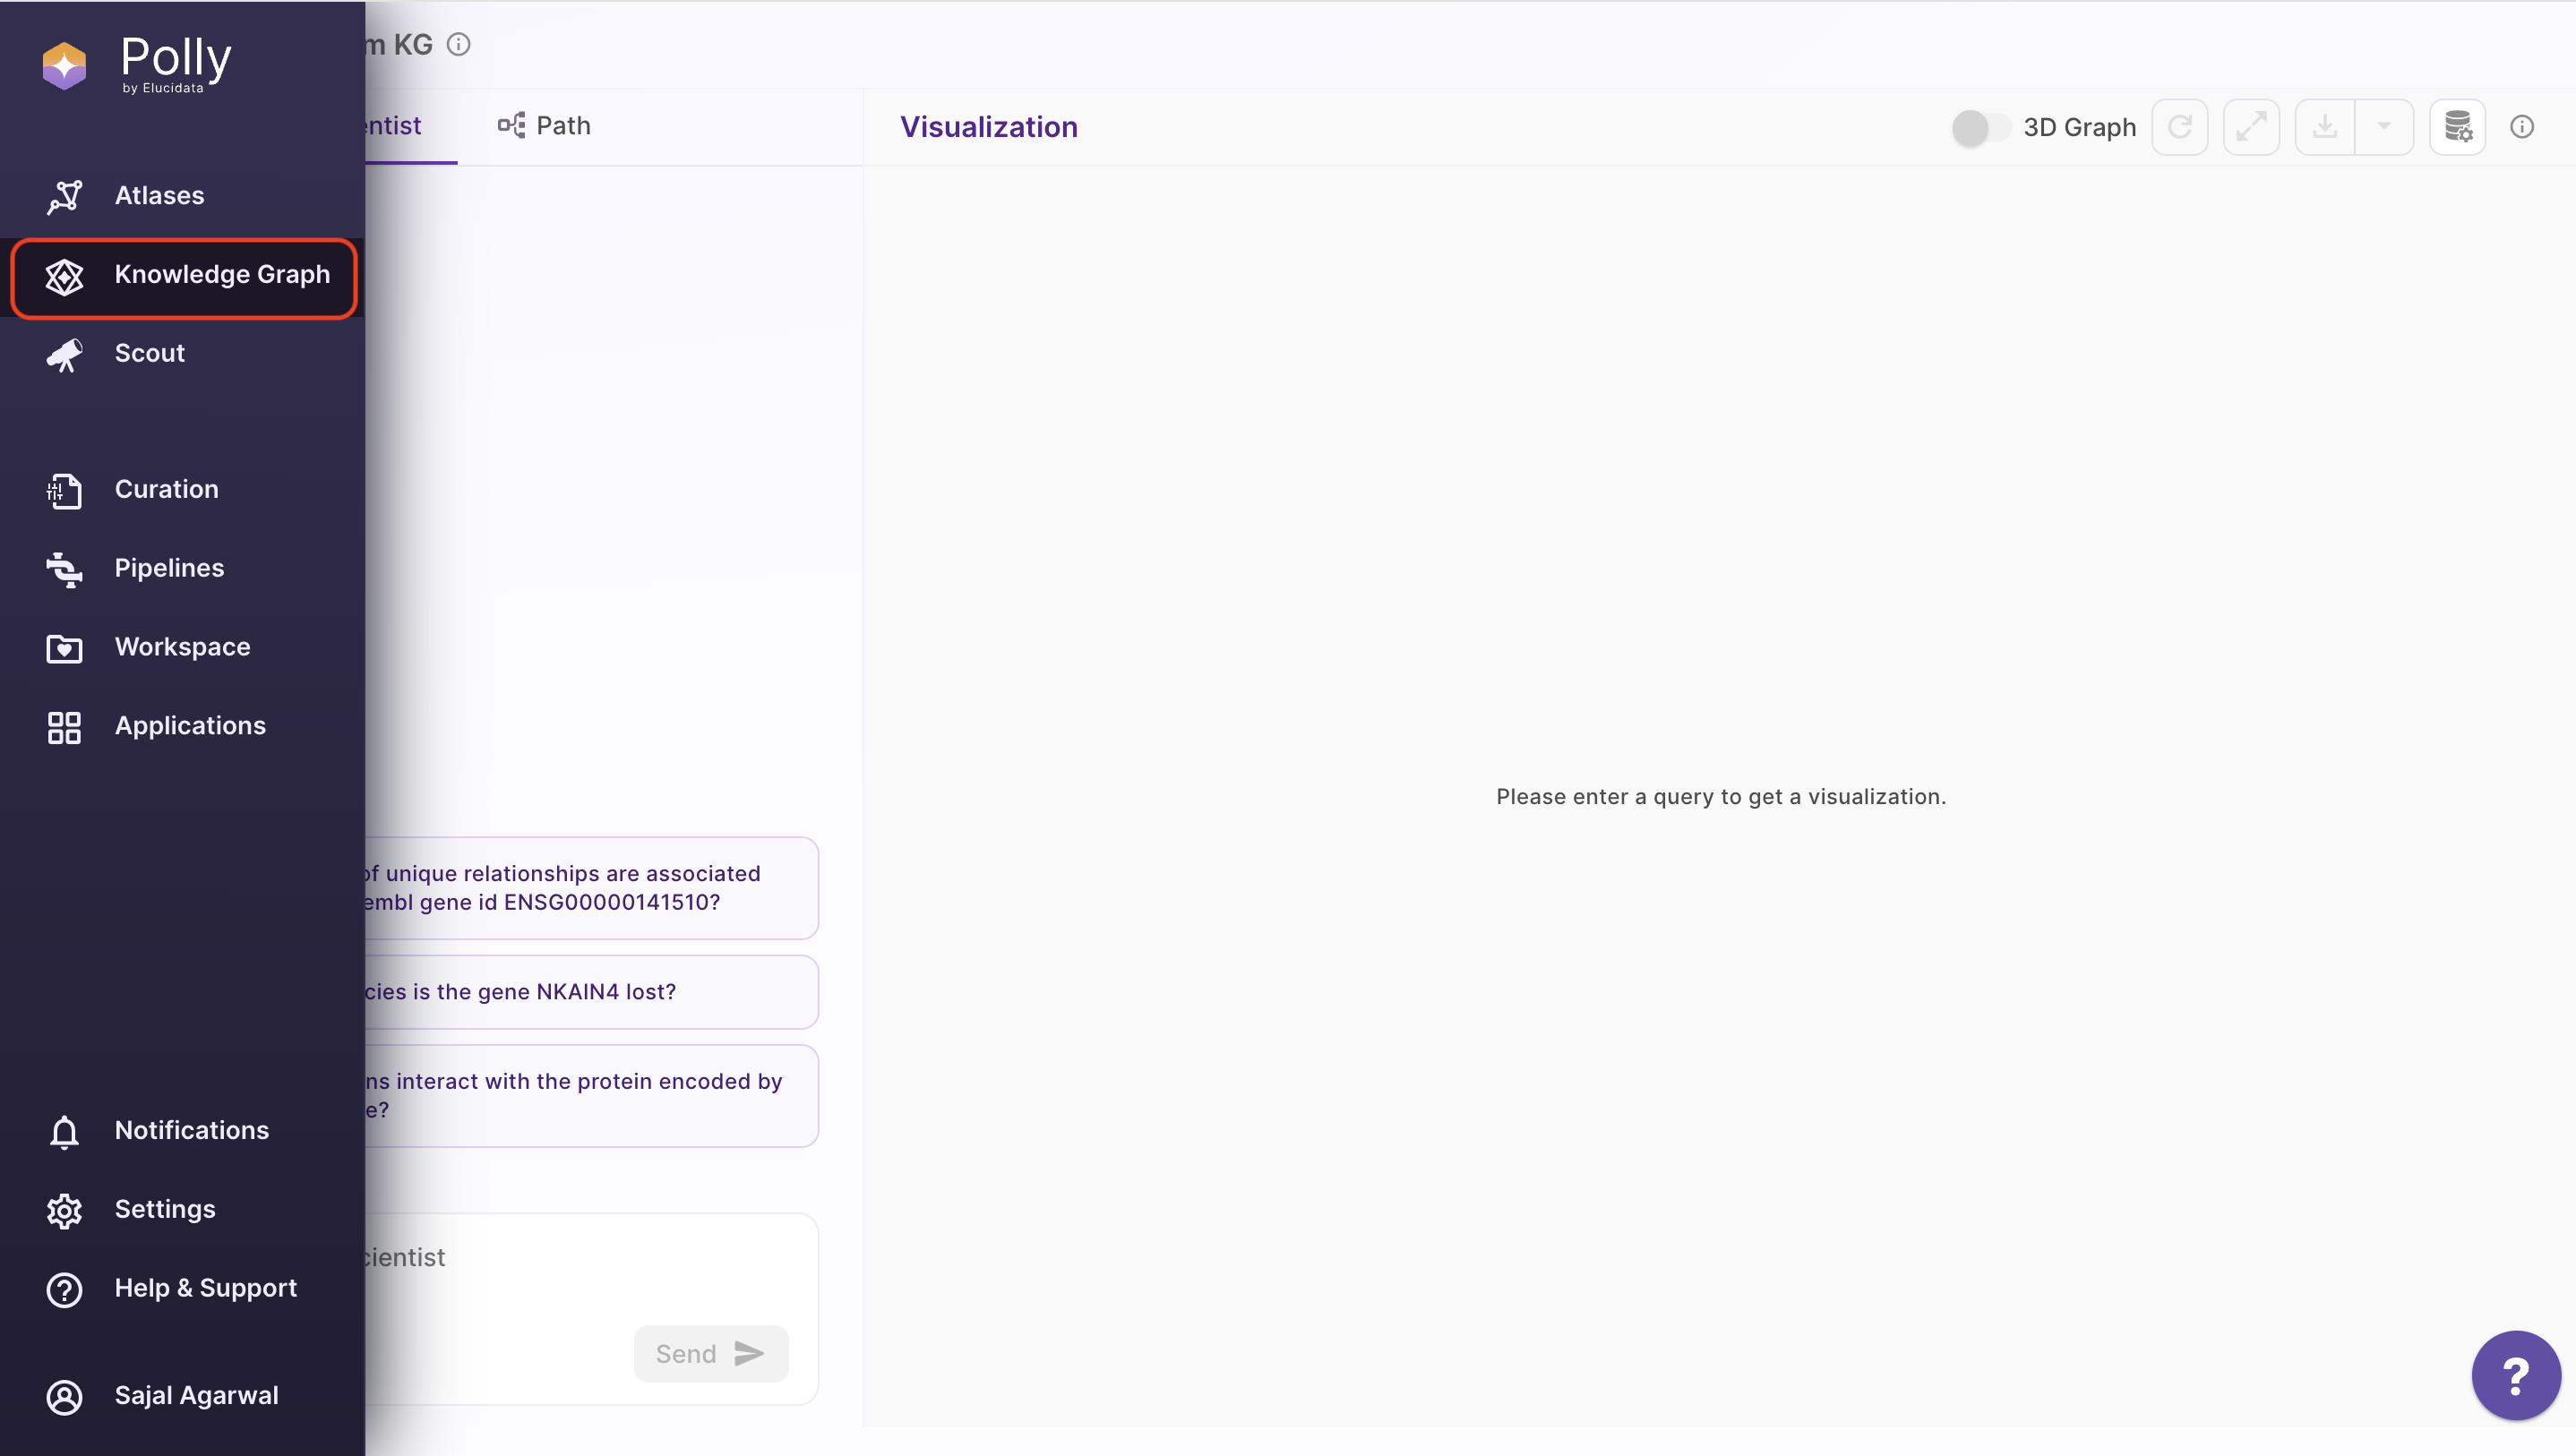 Polly
by Elucidata
Atlases
Knowledge Graph
Scout
Curation
Pipelines
Workspace
Applications
Notifications
Settings
Help & Support
Sajal Agarwal
m KG
entist
Path
of unique relationships are associated
embl gene id ENSG00000141510?
cies is the gene NKAIN4 lost?
ns interact with the protein encoded by
e?
cientist
Send
Visualization
3D Graph
Please enter a query to get a visualization.
?